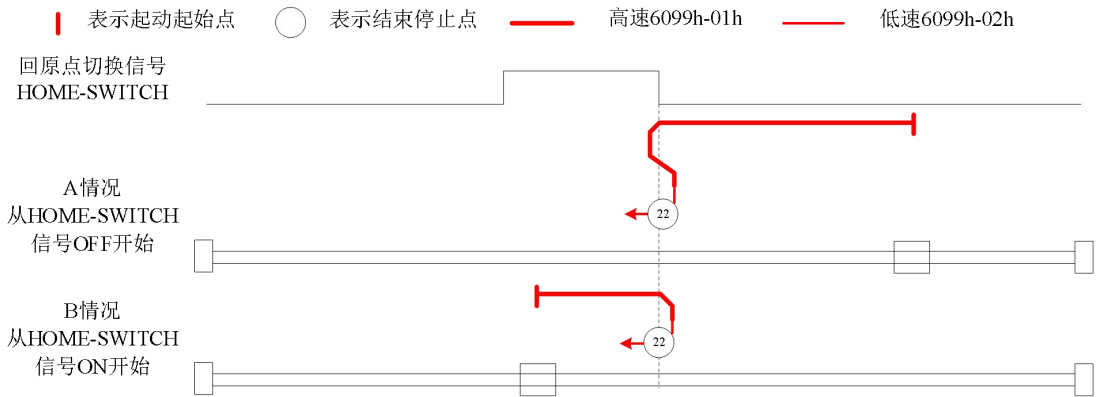 表示起动起始点 表示结束停止点 高速6099h-01h 低速6099h-02h
回原点切换信号
HOME-SWITCH
A情况
从HOME-SWITCH
信号OFF开始
22
B情况
从HOME-SWITCH
信号ON开始
22